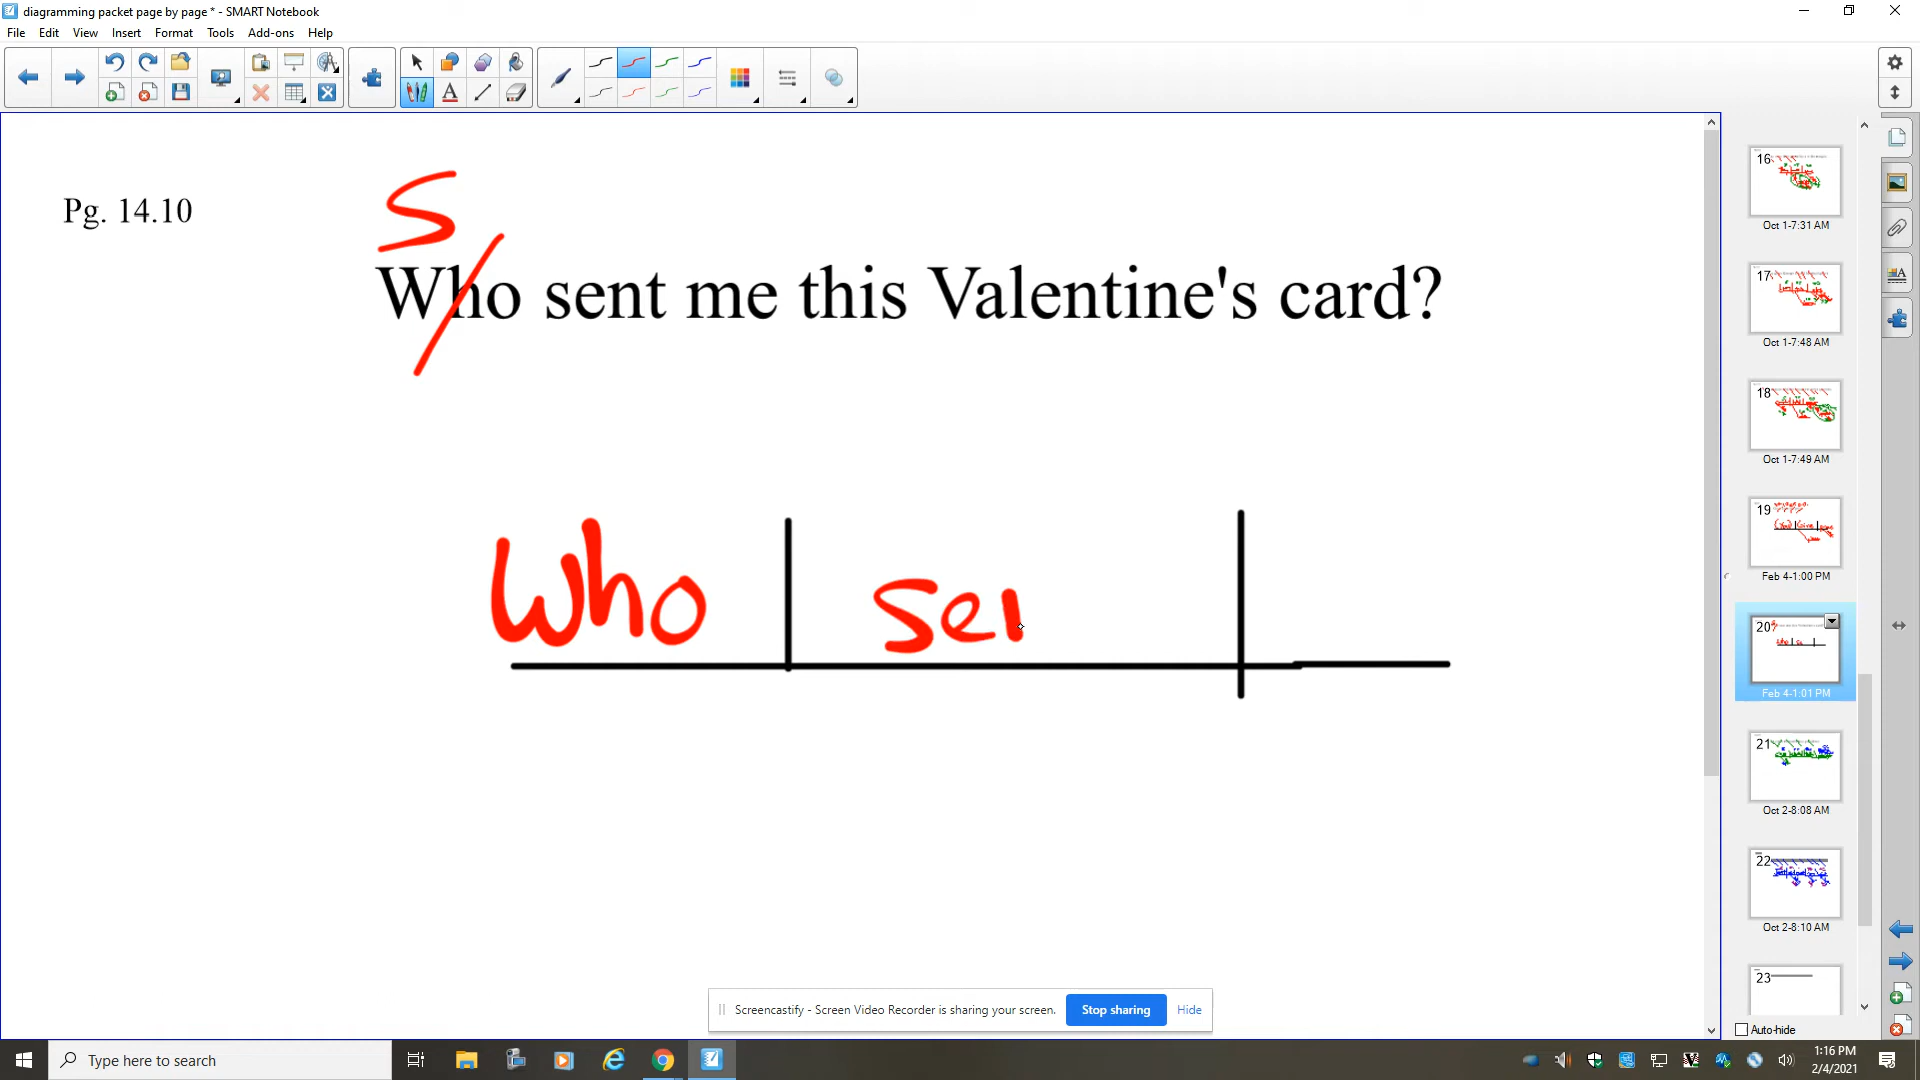 diagramming packet page by page * - SMART Notebook
File Edit View Insert Format Tools Add-ons Help
Pg. 14.10
S
Who sent me this Valentine's card?
Who
sei
16
Oct 1-7:31 AM
17
Oct 1-7:48 AM
18
Oct 1-7:49 AM
19
Feb 4-1:00 PM
20
Feb 4-1:01 PM
21
Oct 2-8:08 AM
22
Oct 2-8:10 AM
23
Screencastify - Screen Video Recorder is sharing your screen. Stop sharing Hide
Auto-hide
Type here to search
1:16 PM
2/4/2021